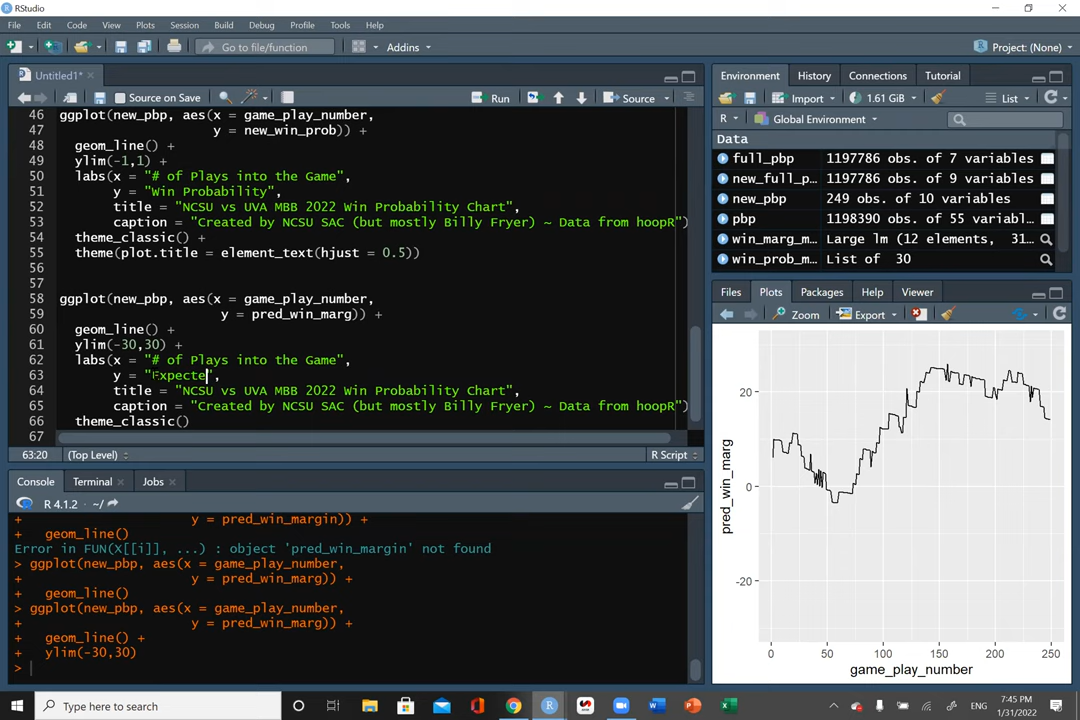 RStudio
File Edit Code View Plots Session Build Debug Profile Tools Help
Go to file/function Addins Project: (None)
Untitled1*
Source on Save Run Source
46 ggplot(new_pbp, aes(x = game_play_number,
47 y = new_win_prob)) +
48 geom_line() +
49 ylim(-1,1) +
50 labs(x = "# of Plays into the Game",
51 y = "Win Probability",
52 title = "NCSU vs UVA MBB 2022 Win Probability Chart",
53 caption = "Created by NCSU SAC (but mostly Billy Fryer) ~ Data from hoopR")
54 theme_classic() +
55 theme(plot.title = element_text(hjust = 0.5))
56
57
58 ggplot(new_pbp, aes(x = game_play_number,
59 y = pred_win_marg)) +
60 geom_line() +
61 ylim(-30,30) +
62 labs(x = "# of Plays into the Game",
63 y = "Expecte",
64 title = "NCSU vs UVA MBB 2022 Win Probability Chart",
65 caption = "Created by NCSU SAC (but mostly Billy Fryer) ~ Data from hoopR")
66 theme_classic()
67
63:20 (Top Level) R Script
Console Terminal Jobs
R 4.1.2 · ~/
+ y = pred_win_margin)) +
+ geom_line()
Error in FUN(X[[i]], ...) : object 'pred_win_margin' not found
> ggplot(new_pbp, aes(x = game_play_number,
+ y = pred_win_marg)) +
+ geom_line()
> ggplot(new_pbp, aes(x = game_play_number,
+ y = pred_win_marg)) +
+ geom_line() +
+ ylim(-30,30)
>
Environment History Connections Tutorial
Import 1.61 GiB List
R Global Environment
Data
full_pbp 1197786 obs. of 7 variables
new_full_p… 1197786 obs. of 9 variables
new_pbp 249 obs. of 10 variables
pbp 1198390 obs. of 55 variabl…
win_marg_m… Large lm (12 elements, 31…
win_prob_m… List of 30
Files Plots Packages Help Viewer
Zoom Export
20
0
-20
pred_win_marg
0 50 100 150 200 250
game_play_number
Type here to search
ENG
7:45 PM
1/31/2022